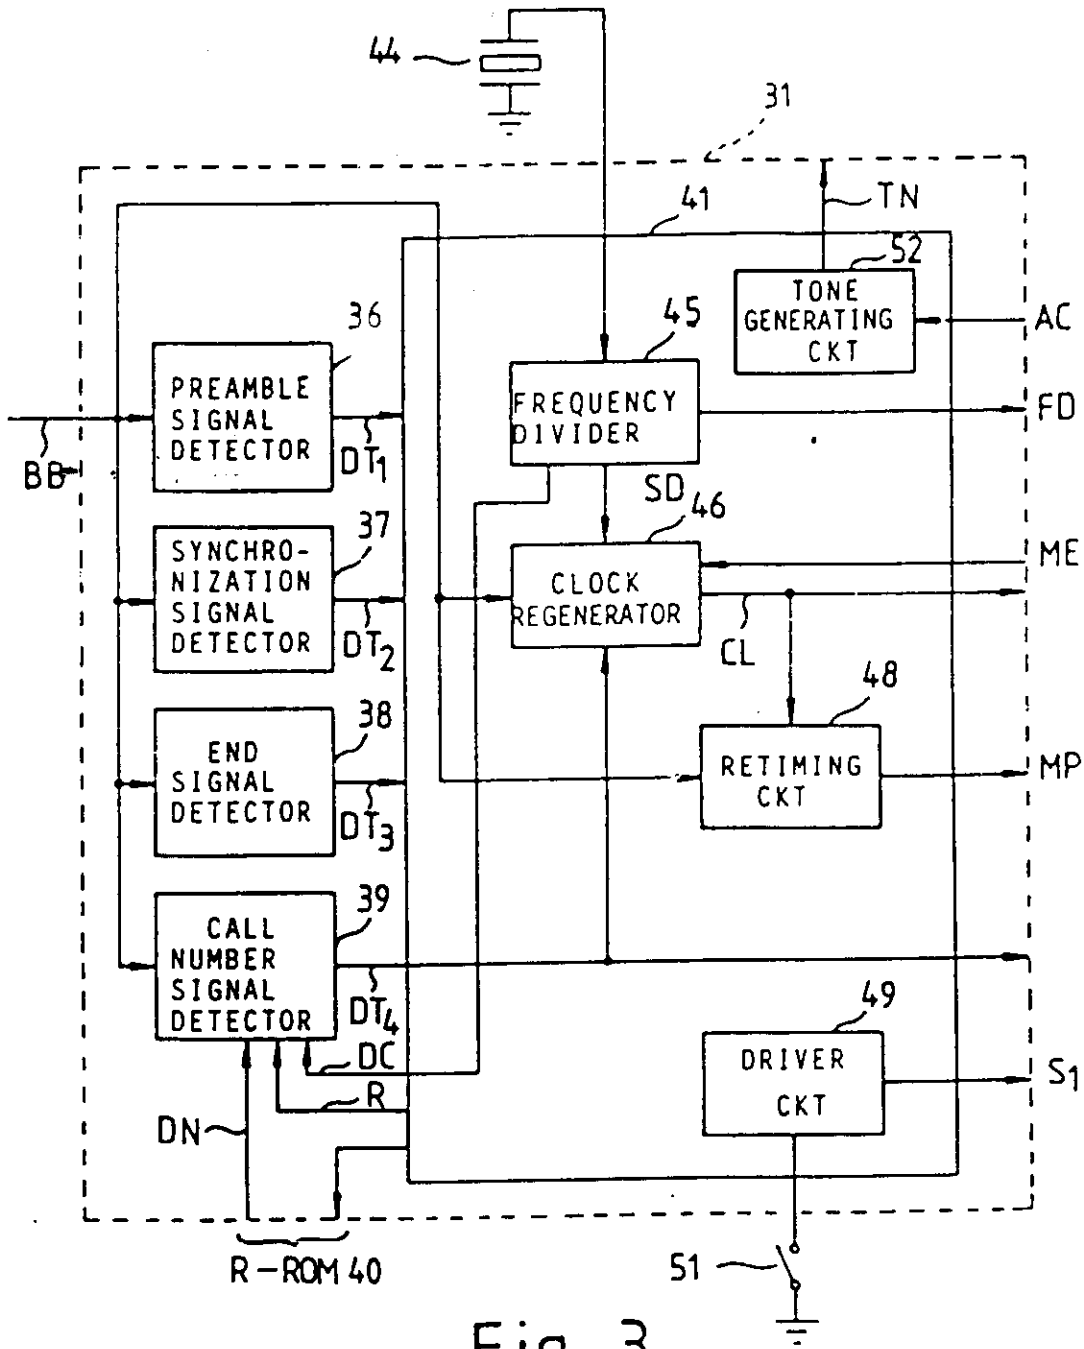 44
31
TN
41
52
TONE
GENERATING
CKT
AC
36
45
PREAMBLE
SIGNAL
DETECTOR
FREQUENCY
DIVIDER
FD
BB
DT1
SD
37
46
SYNCHRO-
NIZATION
SIGNAL
DETECTOR
CLOCK
REGENERATOR
ME
DT2
CL
38
48
END
SIGNAL
DETECTOR
RETIMING
CKT
MP
DT3
39
CALL
NUMBER
SIGNAL
DETECTOR
DT4
49
DC
DRIVER
CKT
S1
R
DN
R-ROM 40
51
Fig. 3